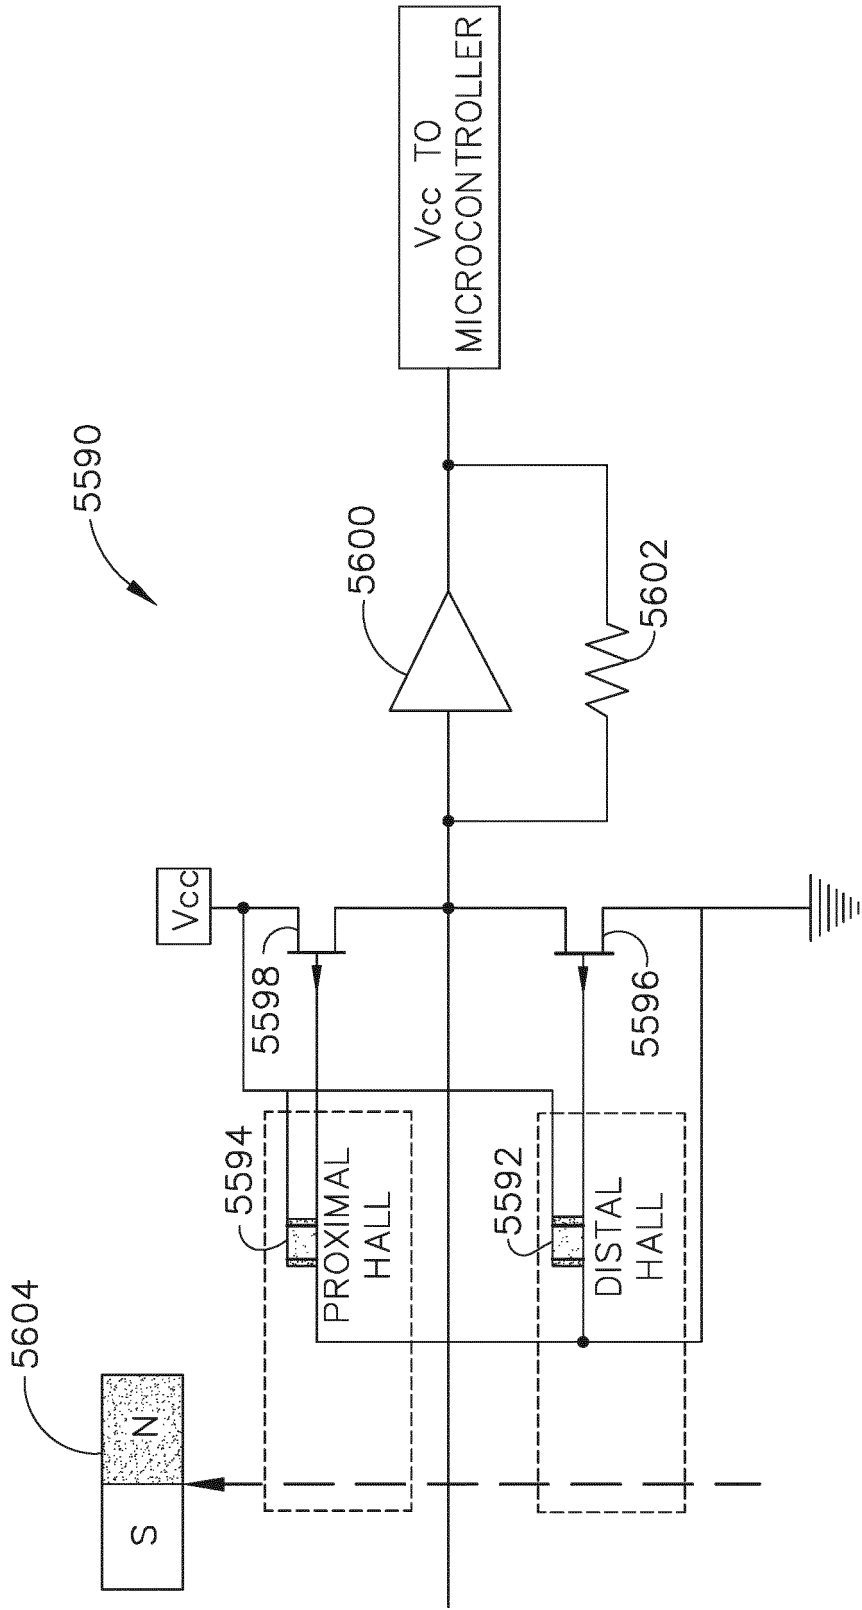 5590
Vcc TO
MICROCONTROLLER
5600
5602
Vcc
5598
5596
5594
PROXIMAL
HALL
5592
DISTAL
HALL
5604
S
N